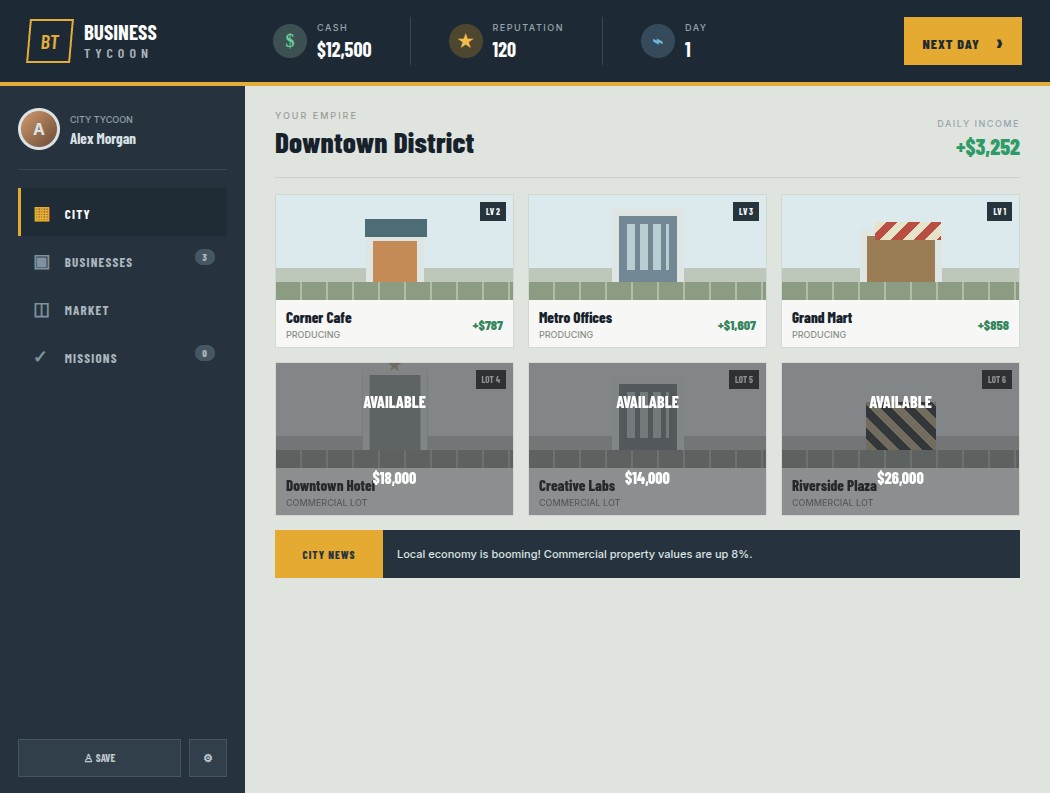 BT
BUSINESS
TYCOON
$
CASH
$12,500
REPUTATION
120
DAY
1
NEXT DAY
A
CITY TYCOON
Alex Morgan
CITY
BUSINESSES
3
MARKET
MISSIONS
0
SAVE
YOUR EMPIRE
Downtown District
DAILY INCOME
+$3,252
LV 2
Corner Cafe
PRODUCING
+$787
LV 3
Metro Offices
PRODUCING
+$1,607
LV 1
Grand Mart
PRODUCING
+$858
LOT 4
AVAILABLE
$18,000
Downtown Hotel
COMMERCIAL LOT
LOT 5
AVAILABLE
$14,000
Creative Labs
COMMERCIAL LOT
LOT 6
AVAILABLE
$26,000
Riverside Plaza
COMMERCIAL LOT
CITY NEWS
Local economy is booming! Commercial property values are up 8%.